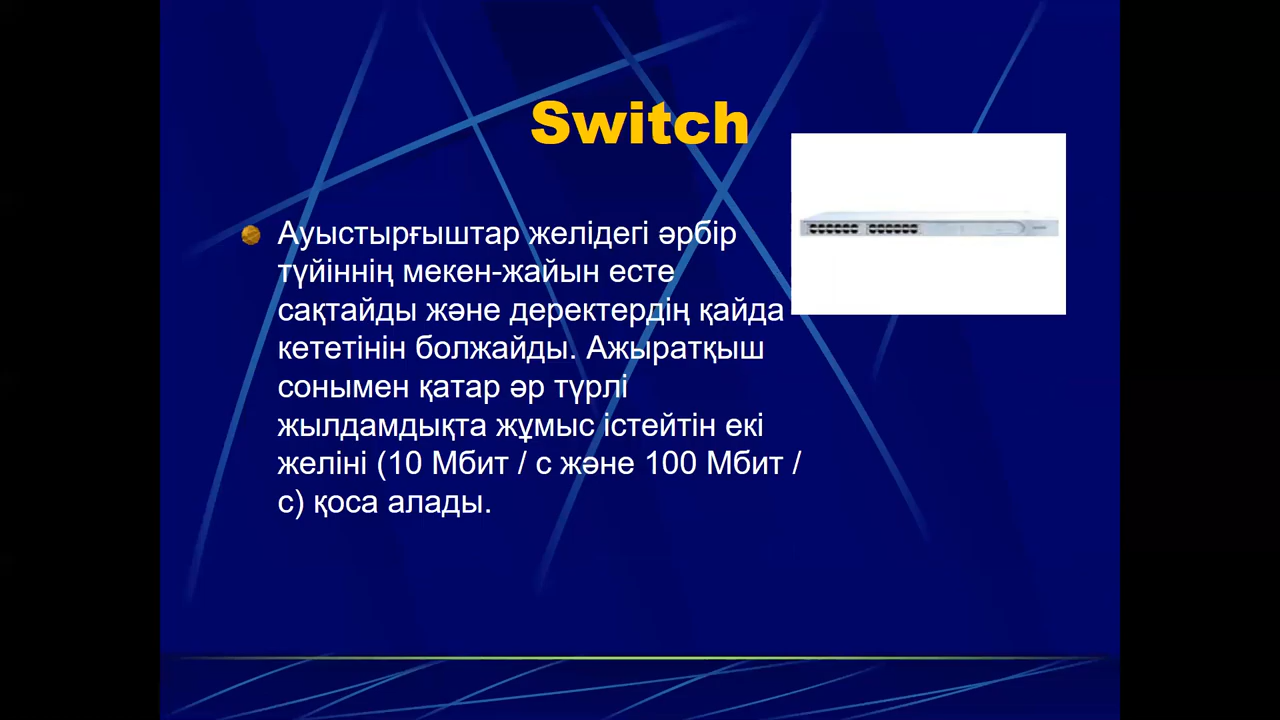 Switch
Ауыстырғыштар желідегі әрбір
түйіннің мекен-жайын есте
сақтайды және деректердің қайда
кететінін болжайды. Ажыратқыш
сонымен қатар әр түрлі
жылдамдықта жұмыс істейтін екі
желіні (10 Мбит / с және 100 Мбит /
с) қоса алады.